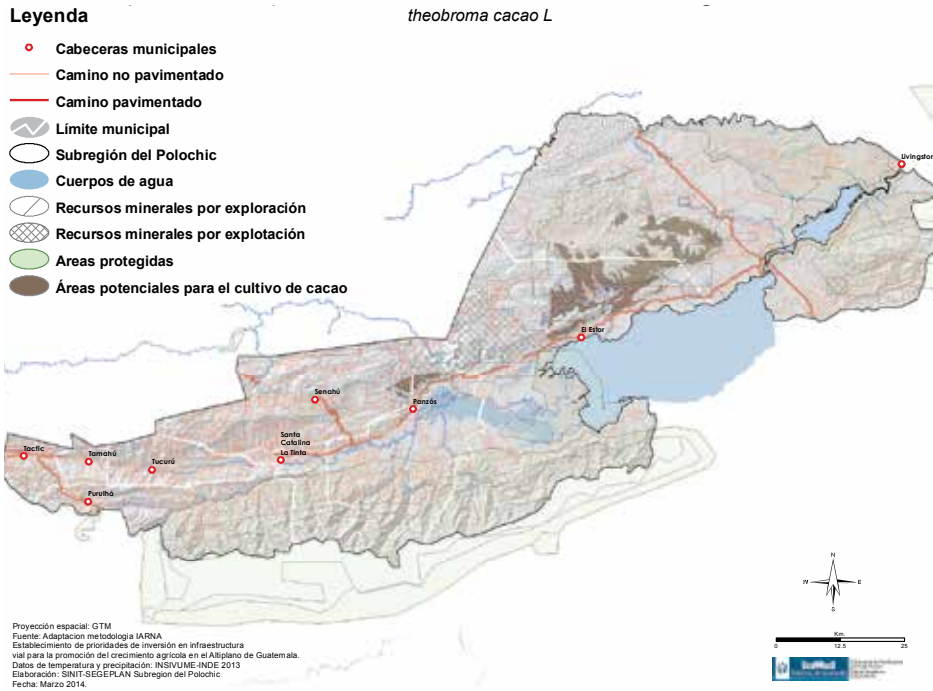 theobroma cacao L
Leyenda
Cabeceras municipales
Camino no pavimentado
Camino pavimentado
Límite municipal
Subregión del Polochic
Cuerpos de agua
Recursos minerales por exploración
Recursos minerales por explotación
Areas protegidas
Áreas potenciales para el cultivo de cacao
Livingston
El Estor
Senahú
Panzós
Santa
Catalina
La Tinta
Tactic
Tamahú
Tucurú
Purulhá
N
W E
S
Km.
0 12.5 25
Proyección espacial: GTM
Fuente: Adaptacion metodologia IARNA
Establecimiento de prioridades de inversión en infraestructura
vial para la promoción del crecimiento agrícola en el Altiplano de Guatemala.
Datos de temperatura y precipitación: INSIVUME-INDE 2013
Elaboración: SINIT-SEGEPLAN Subregion del Polochic
Fecha: Marzo 2014.